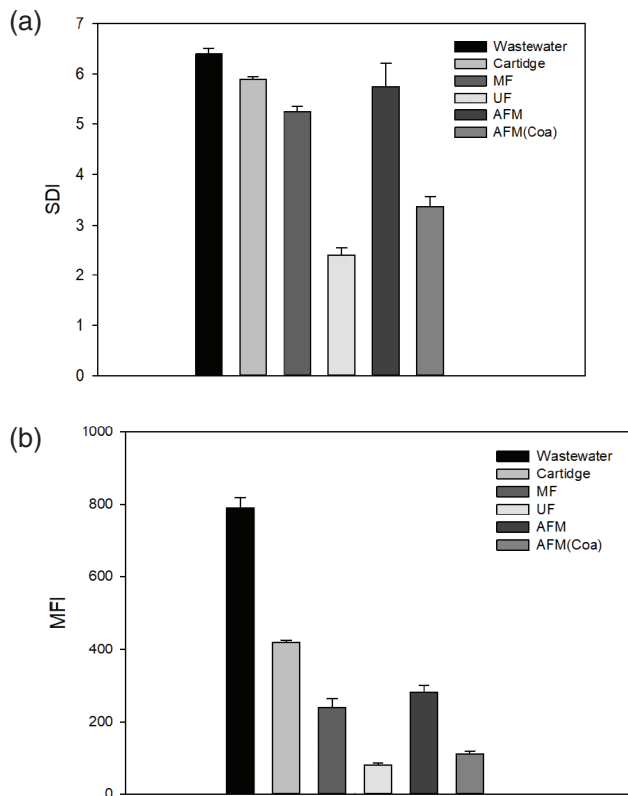 (a)
7
6
5
4
3
2
1
0
SDI
Wastewater
Cartidge
MF
UF
AFM
AFM(Coa)
(b)
1000
800
600
400
200
0
MFI
Wastewater
Cartidge
MF
UF
AFM
AFM(Coa)